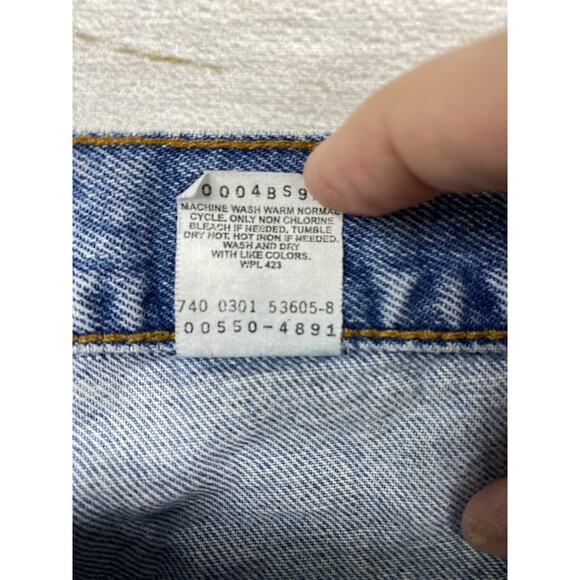 0004BS9
MACHINE WASH WARM NORMAL
CYCLE. ONLY NON CHLORINE
BLEACH IF NEEDED. TUMBLE
DRY HOT. HOT IRON IF NEEDED.
WASH AND DRY
WITH LIKE COLORS.
WPL 423
740 0301 53605-8
00550-4891